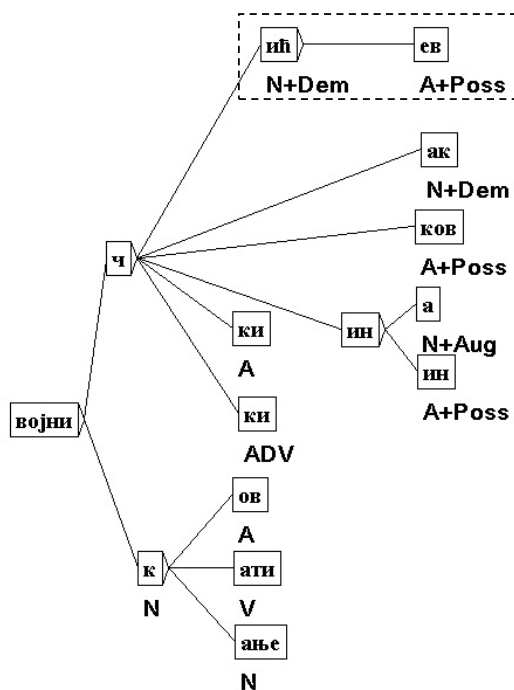 ић ев
N+Dem A+Poss
ак
N+Dem
ков
A+Poss
ч
ки
A
ин
а
N+Aug
ин
A+Poss
ки
ADV
војни
ов
A
к
N
ати
V
ање
N